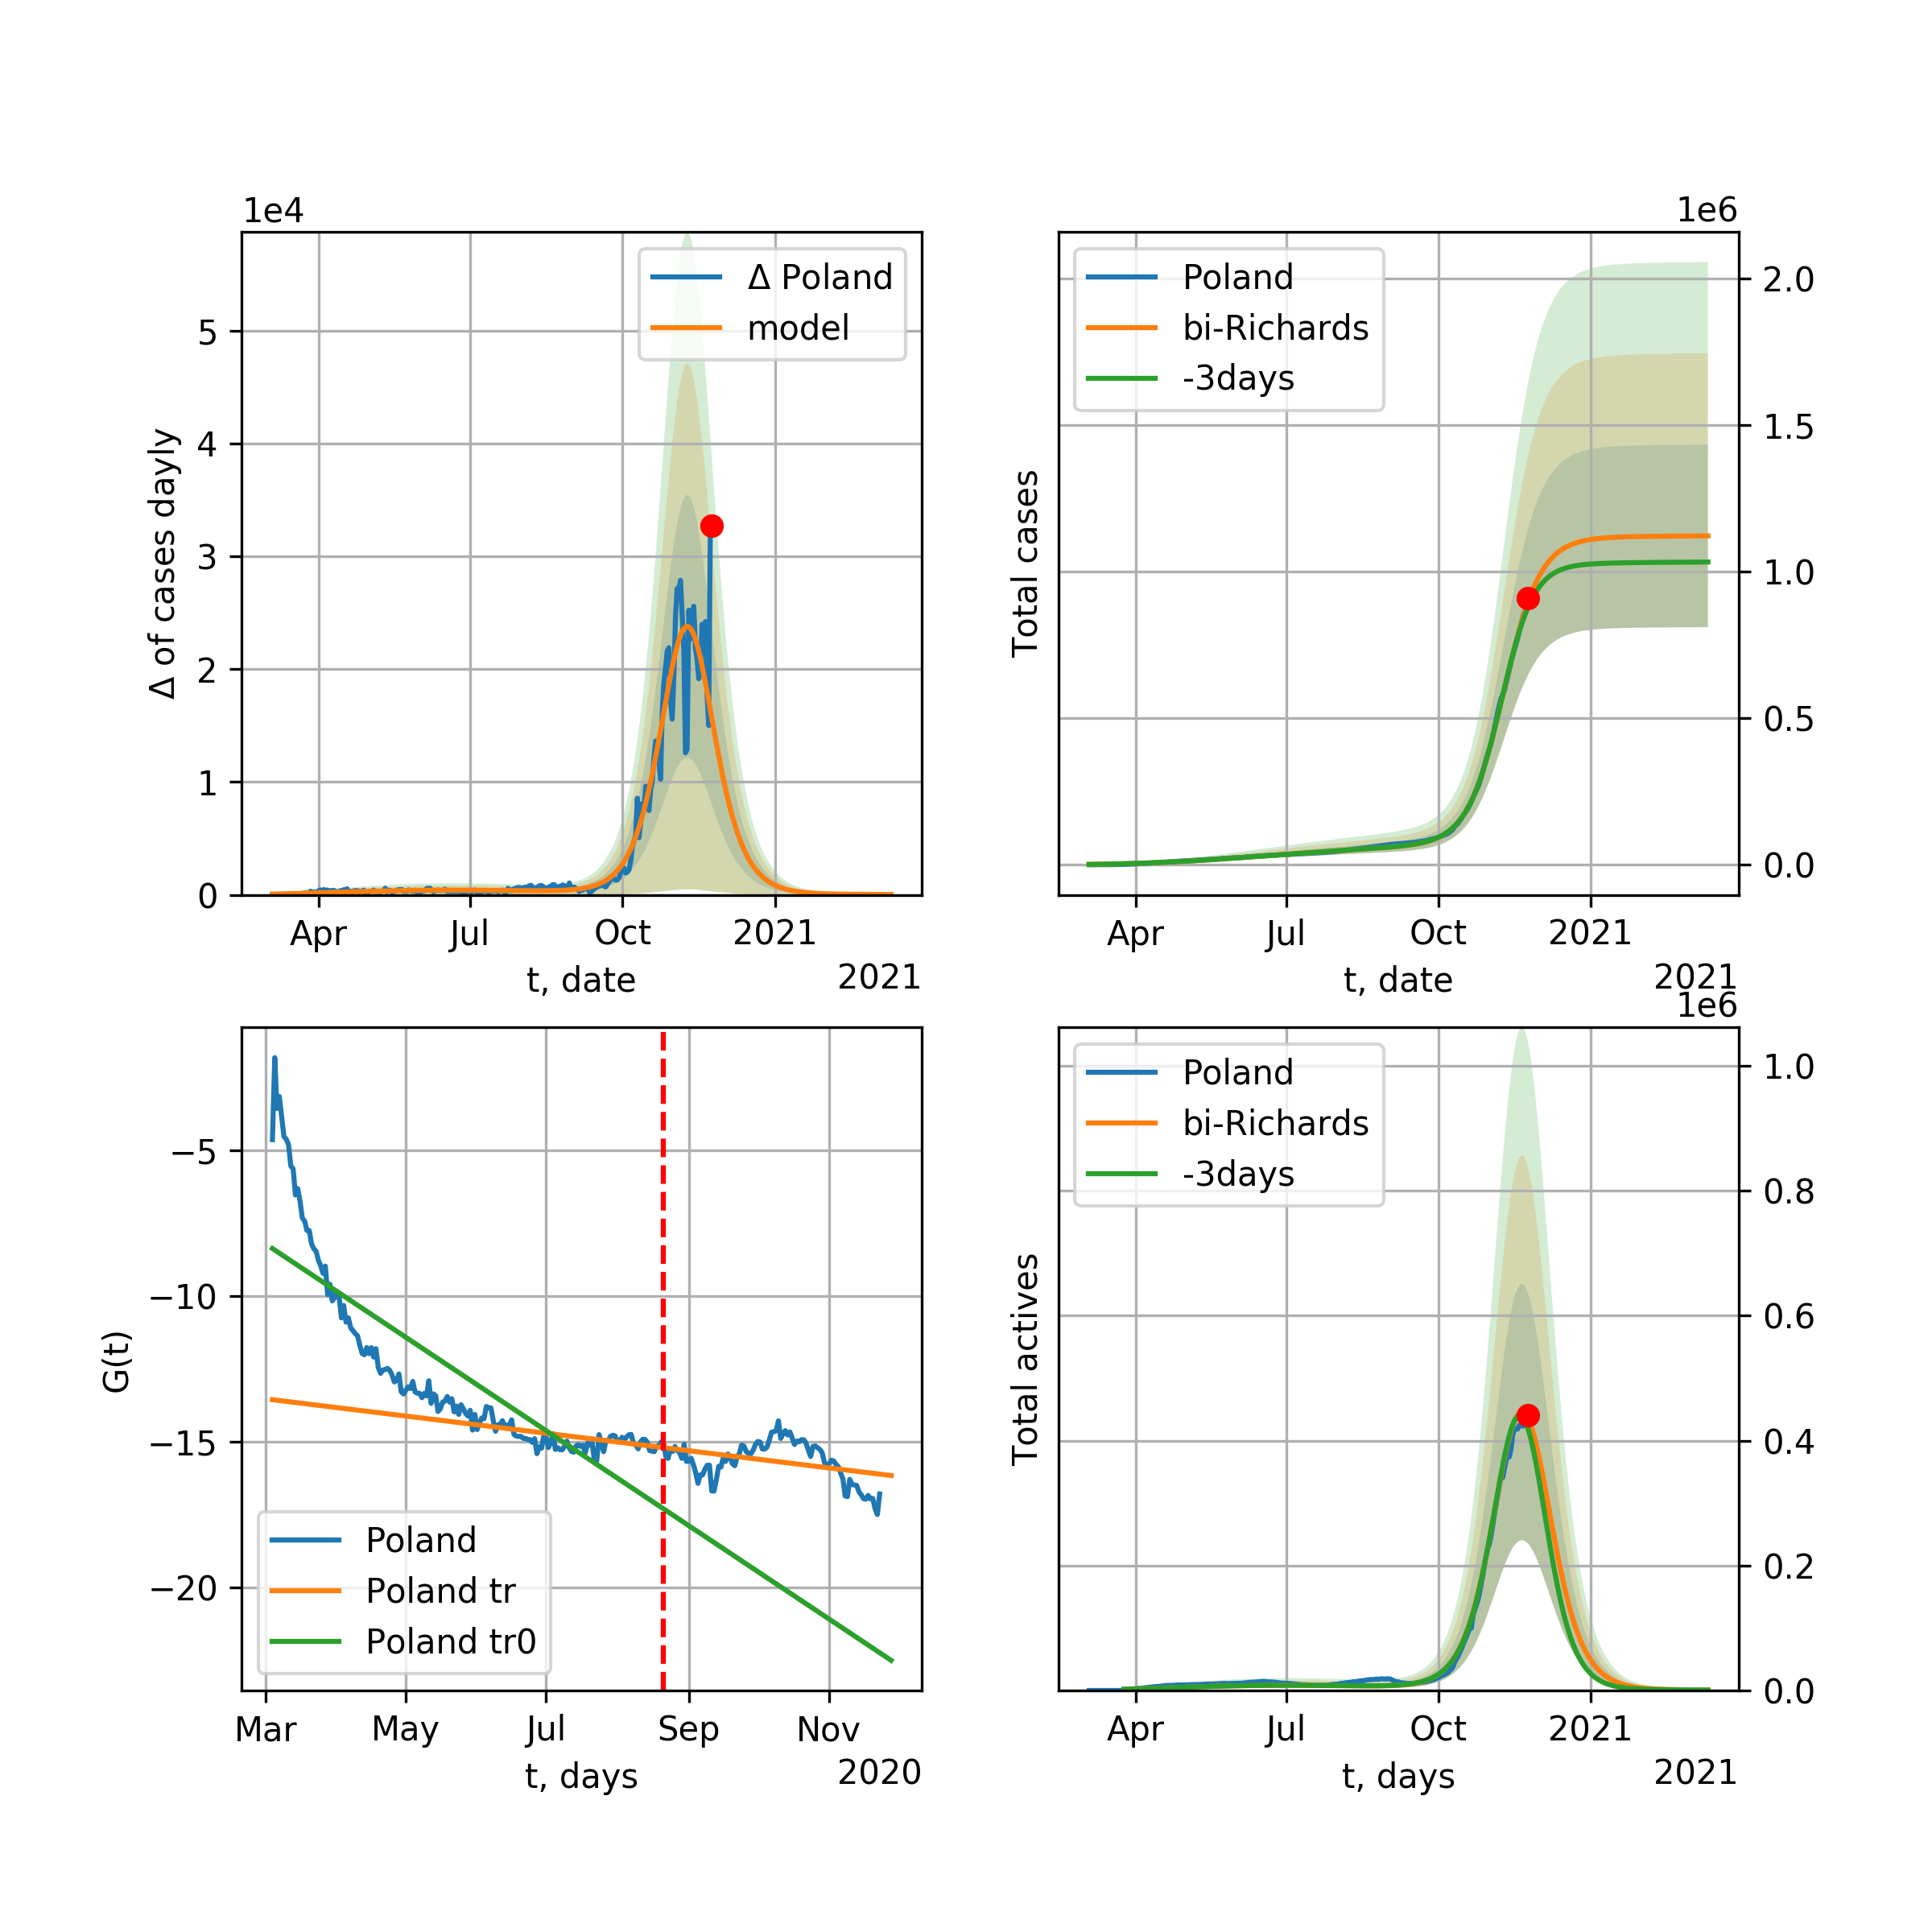 1e4
Δ Poland
model
5
4
3
2
1
0
Δ of cases dayly
Apr Jul Oct 2021
t, date
2021
1e6
Poland
bi-Richards
-3days
2.0
1.5
1.0
0.5
0.0
Total cases
Apr Jul Oct 2021
t, date
2021
−5
−10
−15
−20
G(t)
Poland
Poland tr
Poland tr0
Mar May Jul Sep Nov
t, days
2020
1e6
Poland
bi-Richards
-3days
1.0
0.8
0.6
0.4
0.2
0.0
Total actives
Apr Jul Oct 2021
t, days
2021